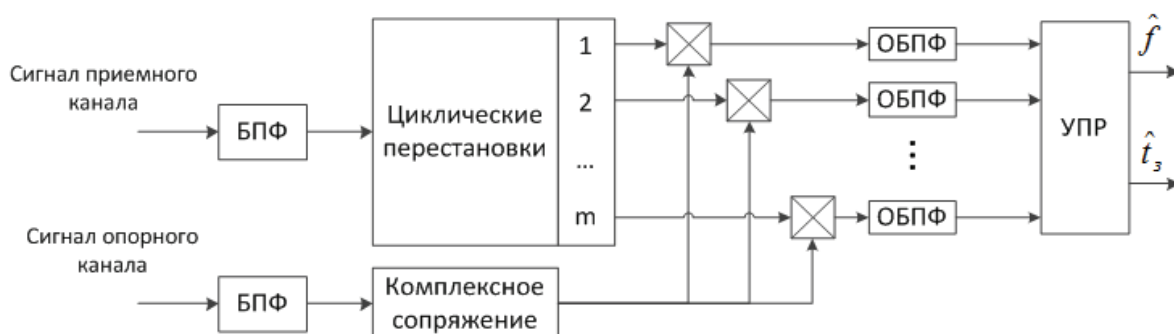 Сигнал приемного
канала
БПФ
Циклические
перестановки
1
2
...
m
ОБПФ
ОБПФ
ОБПФ
УПР
f̂
t̂з
Сигнал опорного
канала
БПФ
Комплексное
сопряжение